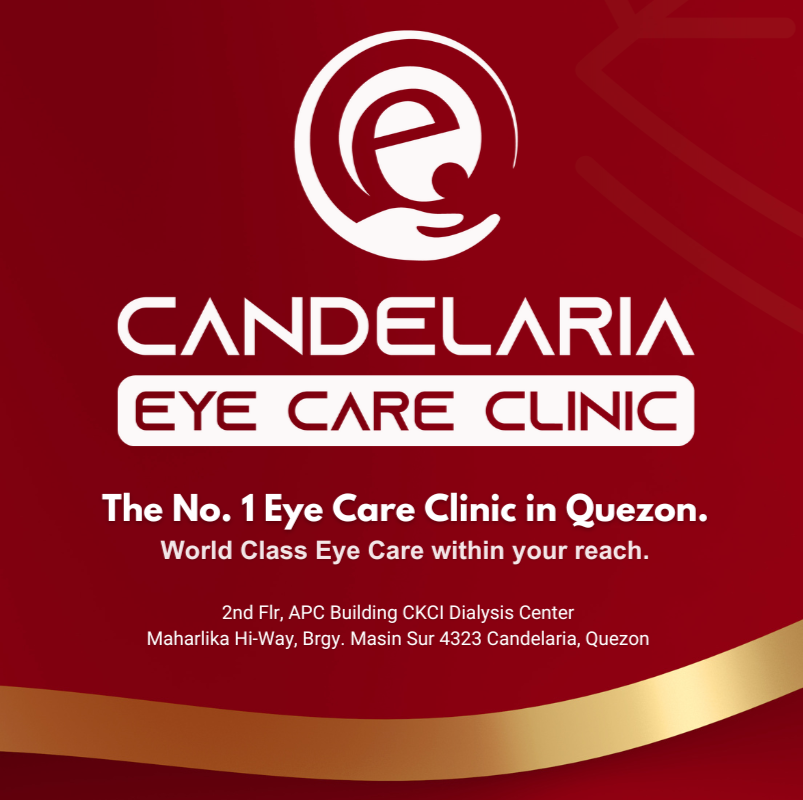 e
CANDELARIA
EYE CARE CLINIC
The No. 1 Eye Care Clinic in Quezon.
World Class Eye Care within your reach.
2nd Flr, APC Building CKCI Dialysis Center
Maharlika Hi-Way, Brgy. Masin Sur 4323 Candelaria, Quezon